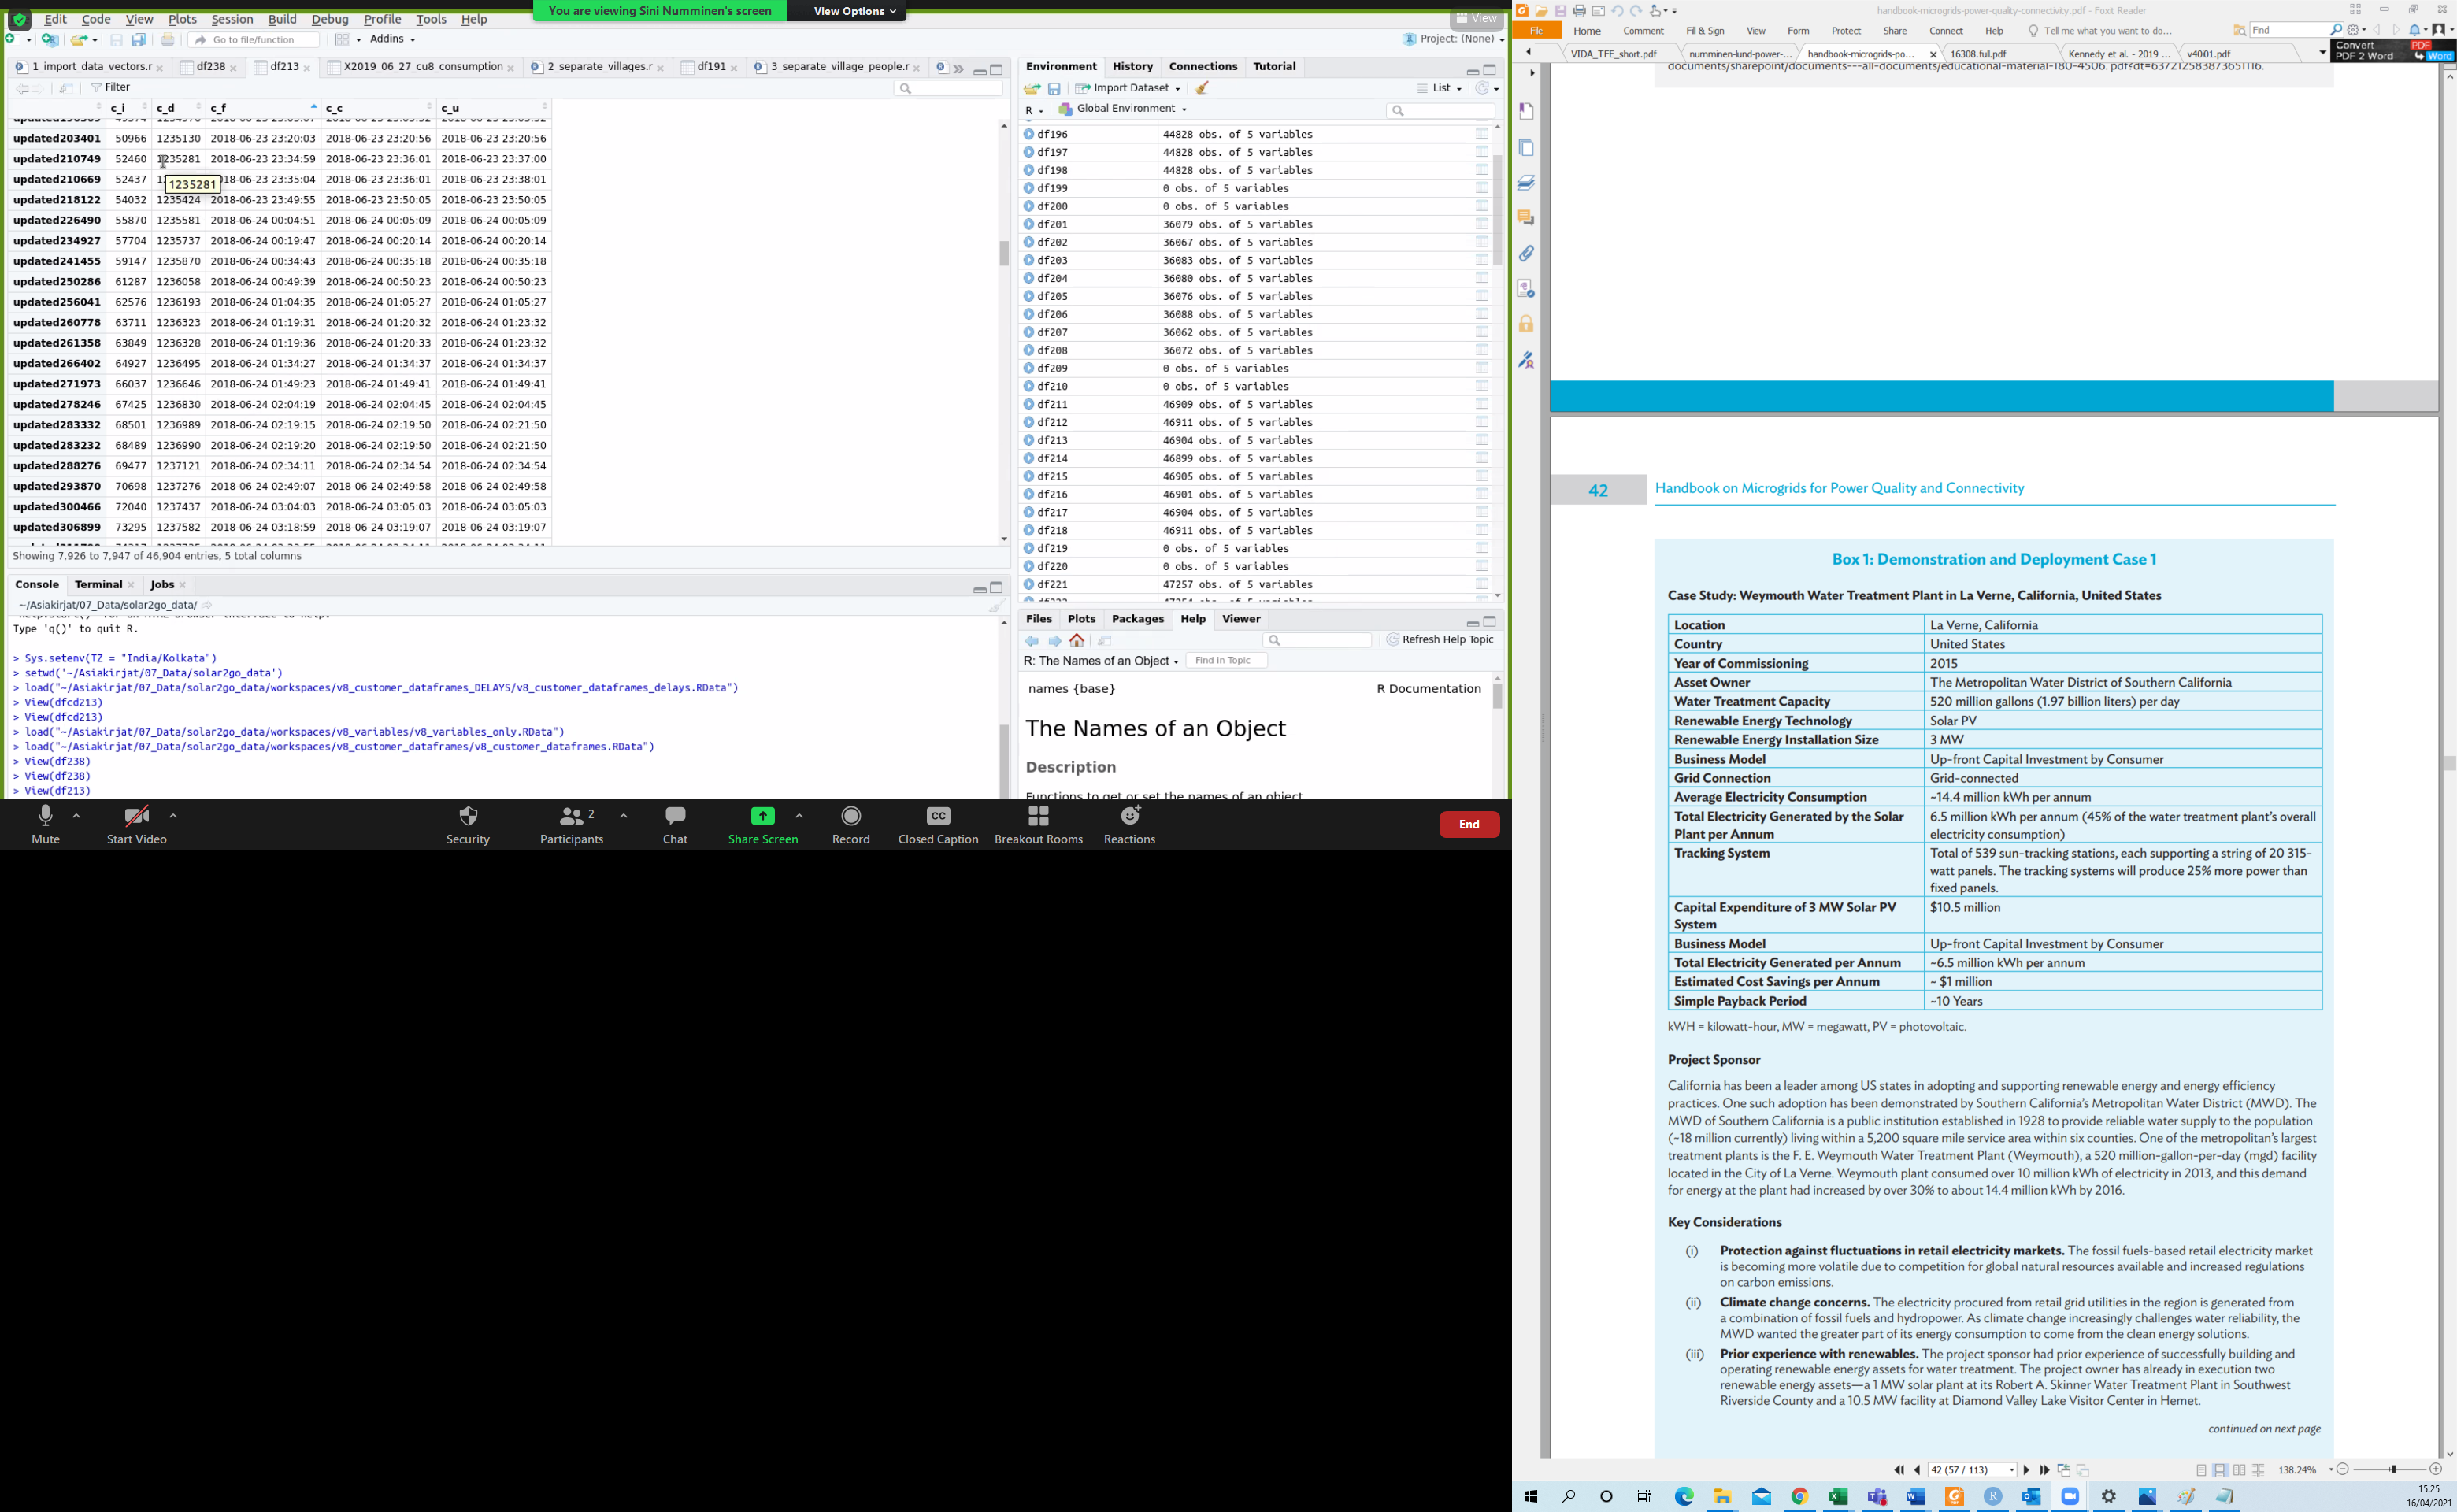 You are viewing Sini Numminen's screen View Options
View
Edit Code View Plots Session Build Debug Profile Tools Help
Go to file/function Addins Project: (None)
1_import_data_vectors.r df238 df213 X2019_06_27_cu8_consumption 2_separate_villages.r df191 3_separate_village_people.r
Filter
c_i c_d c_f c_c c_u
updated203401 50966 1235130 2018-06-23 23:20:03 2018-06-23 23:20:56 2018-06-23 23:20:56
updated210749 52460 1235281 2018-06-23 23:34:59 2018-06-23 23:36:01 2018-06-23 23:37:00
updated210669 52437 12 18-06-23 23:35:04 2018-06-23 23:36:01 2018-06-23 23:38:01
1235281
updated218122 54032 1235424 2018-06-23 23:49:55 2018-06-23 23:50:05 2018-06-23 23:50:05
updated226490 55870 1235581 2018-06-24 00:04:51 2018-06-24 00:05:09 2018-06-24 00:05:09
updated234927 57704 1235737 2018-06-24 00:19:47 2018-06-24 00:20:14 2018-06-24 00:20:14
updated241455 59147 1235870 2018-06-24 00:34:43 2018-06-24 00:35:18 2018-06-24 00:35:18
updated250286 61287 1236058 2018-06-24 00:49:39 2018-06-24 00:50:23 2018-06-24 00:50:23
updated256041 62576 1236193 2018-06-24 01:04:35 2018-06-24 01:05:27 2018-06-24 01:05:27
updated260778 63711 1236323 2018-06-24 01:19:31 2018-06-24 01:20:32 2018-06-24 01:23:32
updated261358 63849 1236328 2018-06-24 01:19:36 2018-06-24 01:20:33 2018-06-24 01:23:32
updated266402 64927 1236495 2018-06-24 01:34:27 2018-06-24 01:34:37 2018-06-24 01:34:37
updated271973 66037 1236646 2018-06-24 01:49:23 2018-06-24 01:49:41 2018-06-24 01:49:41
updated278246 67425 1236830 2018-06-24 02:04:19 2018-06-24 02:04:45 2018-06-24 02:04:45
updated283332 68501 1236989 2018-06-24 02:19:15 2018-06-24 02:19:50 2018-06-24 02:21:50
updated283232 68489 1236990 2018-06-24 02:19:20 2018-06-24 02:19:50 2018-06-24 02:21:50
updated288276 69477 1237121 2018-06-24 02:34:11 2018-06-24 02:34:54 2018-06-24 02:34:54
updated293870 70698 1237276 2018-06-24 02:49:07 2018-06-24 02:49:58 2018-06-24 02:49:58
updated300466 72040 1237437 2018-06-24 03:04:03 2018-06-24 03:05:03 2018-06-24 03:05:03
updated306899 73295 1237582 2018-06-24 03:18:59 2018-06-24 03:19:07 2018-06-24 03:19:07
Showing 7,926 to 7,947 of 46,904 entries, 5 total columns
Console Terminal Jobs
~/Asiakirjat/07_Data/solar2go_data/
Type 'q()' to quit R.
> Sys.setenv(TZ = "India/Kolkata")
> setwd('~/Asiakirjat/07_Data/solar2go_data')
> load("~/Asiakirjat/07_Data/solar2go_data/workspaces/v8_customer_dataframes_DELAYS/v8_customer_dataframes_delays.RData")
> View(dfcd213)
> View(dfcd213)
> load("~/Asiakirjat/07_Data/solar2go_data/workspaces/v8_variables/v8_variables_only.RData")
> load("~/Asiakirjat/07_Data/solar2go_data/workspaces/v8_customer_dataframes/v8_customer_dataframes.RData")
> View(df238)
> View(df238)
> View(df213)
Environment History Connections Tutorial
Import Dataset List
R Global Environment
df196 44828 obs. of 5 variables
df197 44828 obs. of 5 variables
df198 44828 obs. of 5 variables
df199 0 obs. of 5 variables
df200 0 obs. of 5 variables
df201 36079 obs. of 5 variables
df202 36067 obs. of 5 variables
df203 36083 obs. of 5 variables
df204 36080 obs. of 5 variables
df205 36076 obs. of 5 variables
df206 36088 obs. of 5 variables
df207 36062 obs. of 5 variables
df208 36072 obs. of 5 variables
df209 0 obs. of 5 variables
df210 0 obs. of 5 variables
df211 46909 obs. of 5 variables
df212 46911 obs. of 5 variables
df213 46904 obs. of 5 variables
df214 46899 obs. of 5 variables
df215 46905 obs. of 5 variables
df216 46901 obs. of 5 variables
df217 46904 obs. of 5 variables
df218 46911 obs. of 5 variables
df219 0 obs. of 5 variables
df220 0 obs. of 5 variables
df221 47257 obs. of 5 variables
Files Plots Packages Help Viewer
Refresh Help Topic
R: The Names of an Object Find in Topic
names {base} R Documentation
The Names of an Object
Description
Functions to get or set the names of an object
Mute Start Video Security Participants 2 Chat Share Screen Record CC Closed Caption Breakout Rooms Reactions End
handbook-microgrids-power-quality-connectivity.pdf - Foxit Reader
File Home Comment Fill & Sign View Form Protect Share Connect Help Tell me what you want to do... Find
VIDA_TFE_short.pdf numminen-lund-power-... handbook-microgrids-po... 16308.full.pdf Kennedy et al. - 2019 ... v4001.pdf
Convert PDF
PDF 2 Word Word
documents/sharepoint/documents---all-documents/educational-material-180-4506. pdf?dt=637212583873651116.
42 Handbook on Microgrids for Power Quality and Connectivity
Box 1: Demonstration and Deployment Case 1
Case Study: Weymouth Water Treatment Plant in La Verne, California, United States
Location La Verne, California
Country United States
Year of Commissioning 2015
Asset Owner The Metropolitan Water District of Southern California
Water Treatment Capacity 520 million gallons (1.97 billion liters) per day
Renewable Energy Technology Solar PV
Renewable Energy Installation Size 3 MW
Business Model Up-front Capital Investment by Consumer
Grid Connection Grid-connected
Average Electricity Consumption ~14.4 million kWh per annum
Total Electricity Generated by the Solar 6.5 million kWh per annum (45% of the water treatment plant's overall
Plant per Annum electricity consumption)
Tracking System Total of 539 sun-tracking stations, each supporting a string of 20 315-
watt panels. The tracking systems will produce 25% more power than
fixed panels.
Capital Expenditure of 3 MW Solar PV $10.5 million
System
Business Model Up-front Capital Investment by Consumer
Total Electricity Generated per Annum ~6.5 million kWh per annum
Estimated Cost Savings per Annum ~ $1 million
Simple Payback Period ~10 Years
kWH = kilowatt-hour, MW = megawatt, PV = photovoltaic.
Project Sponsor
California has been a leader among US states in adopting and supporting renewable energy and energy efficiency
practices. One such adoption has been demonstrated by Southern California's Metropolitan Water District (MWD). The
MWD of Southern California is a public institution established in 1928 to provide reliable water supply to the population
(~18 million currently) living within a 5,200 square mile service area within six counties. One of the metropolitan's largest
treatment plants is the F. E. Weymouth Water Treatment Plant (Weymouth), a 520 million-gallon-per-day (mgd) facility
located in the City of La Verne. Weymouth plant consumed over 10 million kWh of electricity in 2013, and this demand
for energy at the plant had increased by over 30% to about 14.4 million kWh by 2016.
Key Considerations
(i) Protection against fluctuations in retail electricity markets. The fossil fuels-based retail electricity market
is becoming more volatile due to competition for global natural resources available and increased regulations
on carbon emissions.
(ii) Climate change concerns. The electricity procured from retail grid utilities in the region is generated from
a combination of fossil fuels and hydropower. As climate change increasingly challenges water reliability, the
MWD wanted the greater part of its energy consumption to come from the clean energy solutions.
(iii) Prior experience with renewables. The project sponsor had prior experience of successfully building and
operating renewable energy assets for water treatment. The project owner has already in execution two
renewable energy assets—a 1 MW solar plant at its Robert A. Skinner Water Treatment Plant in Southwest
Riverside County and a 10.5 MW facility at Diamond Valley Lake Visitor Center in Hemet.
continued on next page
42 (57 / 113) 138.24%
15.25
16/04/202